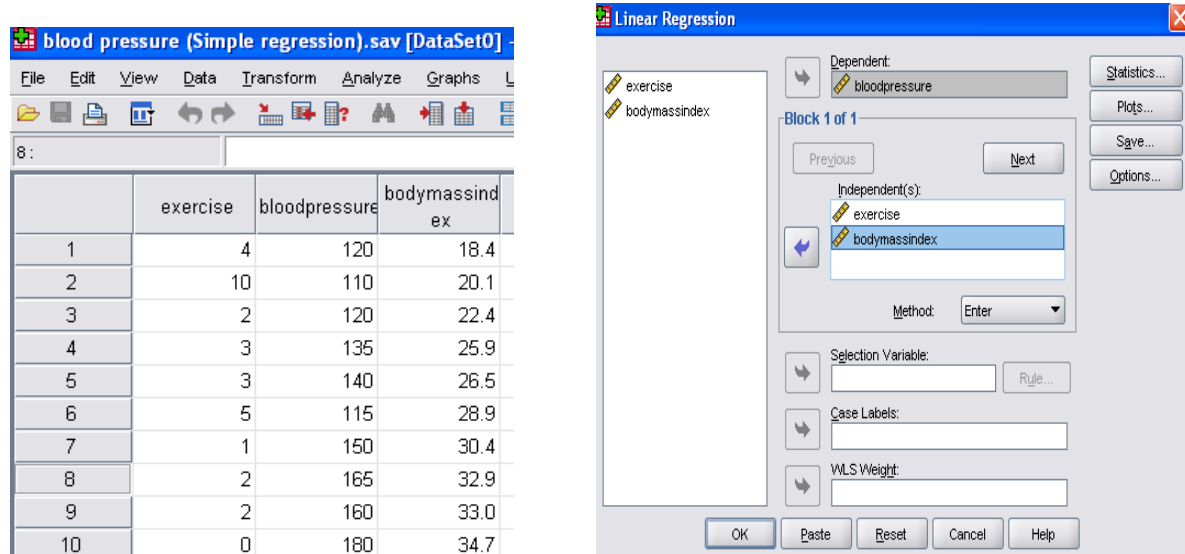 blood pressure (Simple regression).sav [DataSet0] -
File Edit View Data Transform Analyze Graphs
8 :
exercise bloodpressure bodymassind
ex
1 4 120 18.4
2 10 110 20.1
3 2 120 22.4
4 3 135 25.9
5 3 140 26.5
6 5 115 28.9
7 1 150 30.4
8 2 165 32.9
9 2 160 33.0
10 0 180 34.7
Linear Regression
exercise
bodymassindex
Dependent:
bloodpressure
Block 1 of 1
Previous Next
Independent(s):
exercise
bodymassindex
Method: Enter
Selection Variable:
Rule...
Case Labels:
WLS Weight:
OK Paste Reset Cancel Help
Statistics...
Plots...
Save...
Options...